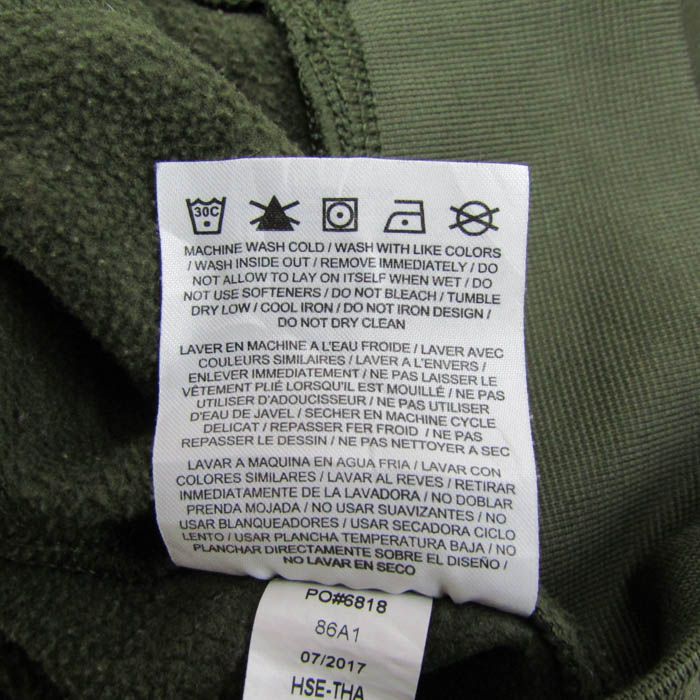 30C
MACHINE WASH COLD / WASH WITH LIKE COLORS
/ WASH INSIDE OUT / REMOVE IMMEDIATELY / DO
NOT ALLOW TO LAY ON ITSELF WHEN WET / DO
NOT USE SOFTENERS / DO NOT BLEACH / TUMBLE
DRY LOW / COOL IRON / DO NOT IRON DESIGN /
DO NOT DRY CLEAN
LAVER EN MACHINE A L'EAU FROIDE / LAVER AVEC
COULEURS SIMILAIRES / LAVER A L'ENVERS /
ENLEVER IMMEDIATEMENT / NE PAS LAISSER LE
VÊTEMENT PLIÉ LORSQU'IL EST MOUILLÉ / NE PAS
UTILISER D'ADOUCISSEUR / NE PAS UTILISER
D'EAU DE JAVEL / SECHER EN MACHINE CYCLE
DELICAT / REPASSER FER FROID / NE PAS
REPASSER LE DESSIN / NE PAS NETTOYER A SEC
LAVAR A MAQUINA EN AGUA FRIA / LAVAR CON
COLORES SIMILARES / LAVAR AL REVES / RETIRAR
INMEDIATAMENTE DE LA LAVADORA / NO DOBLAR
PRENDA MOJADA / NO USAR SUAVIZANTES / NO
USAR BLANQUEADORES / USAR SECADORA CICLO
LENTO / USAR PLANCHA TEMPERATURA BAJA / NO
PLANCHAR DIRECTAMENTE SOBRE EL DISEÑO /
NO LAVAR EN SECO
PO#6818
86A1
07/2017
HSE-THA